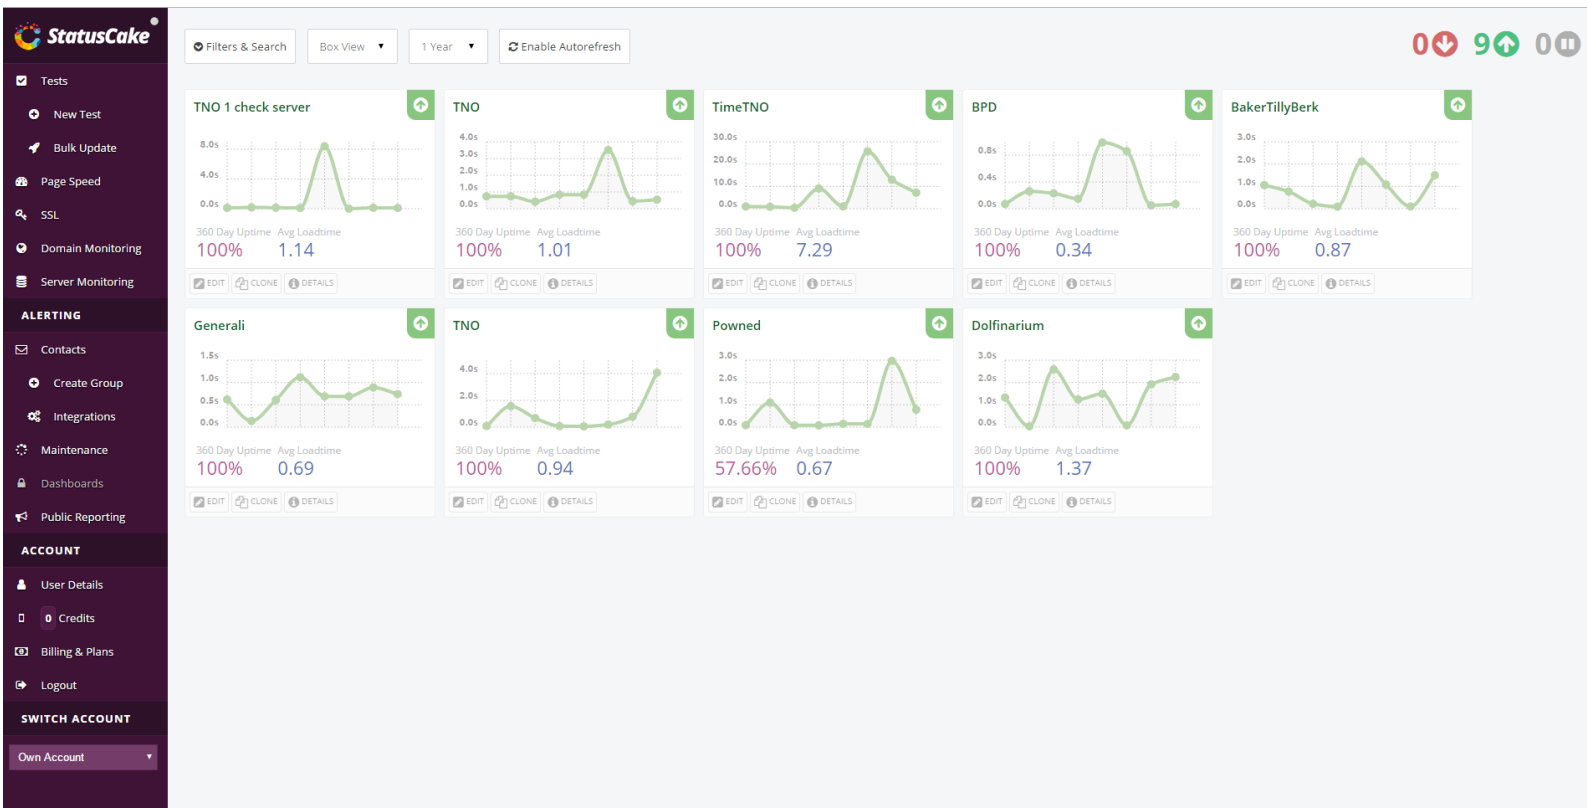 StatusCake
Tests
New Test
Bulk Update
Page Speed
SSL
Domain Monitoring
Server Monitoring
ALERTING
Contacts
Create Group
Integrations
Maintenance
Dashboards
Public Reporting
ACCOUNT
User Details
0 Credits
Billing & Plans
Logout
SWITCH ACCOUNT
Own Account
Filters & Search
Box View
1 Year
Enable Autorefresh
0 9 0
TNO 1 check server
8.0s
4.0s
0.0s
360 Day Uptime Avg Loadtime
100% 1.14
EDIT CLONE DETAILS
TNO
4.0s
3.0s
2.0s
1.0s
0.0s
360 Day Uptime Avg Loadtime
100% 1.01
EDIT CLONE DETAILS
TimeTNO
30.0s
20.0s
10.0s
0.0s
360 Day Uptime Avg Loadtime
100% 7.29
EDIT CLONE DETAILS
BPD
0.8s
0.4s
0.0s
360 Day Uptime Avg Loadtime
100% 0.34
EDIT CLONE DETAILS
BakerTillyBerk
3.0s
2.0s
1.0s
0.0s
360 Day Uptime Avg Loadtime
100% 0.87
EDIT CLONE DETAILS
Generali
1.5s
1.0s
0.5s
0.0s
360 Day Uptime Avg Loadtime
100% 0.69
EDIT CLONE DETAILS
TNO
4.0s
2.0s
0.0s
360 Day Uptime Avg Loadtime
100% 0.94
EDIT CLONE DETAILS
Powned
3.0s
2.0s
1.0s
0.0s
360 Day Uptime Avg Loadtime
57.66% 0.67
EDIT CLONE DETAILS
Dolfinarium
3.0s
2.0s
1.0s
0.0s
360 Day Uptime Avg Loadtime
100% 1.37
EDIT CLONE DETAILS